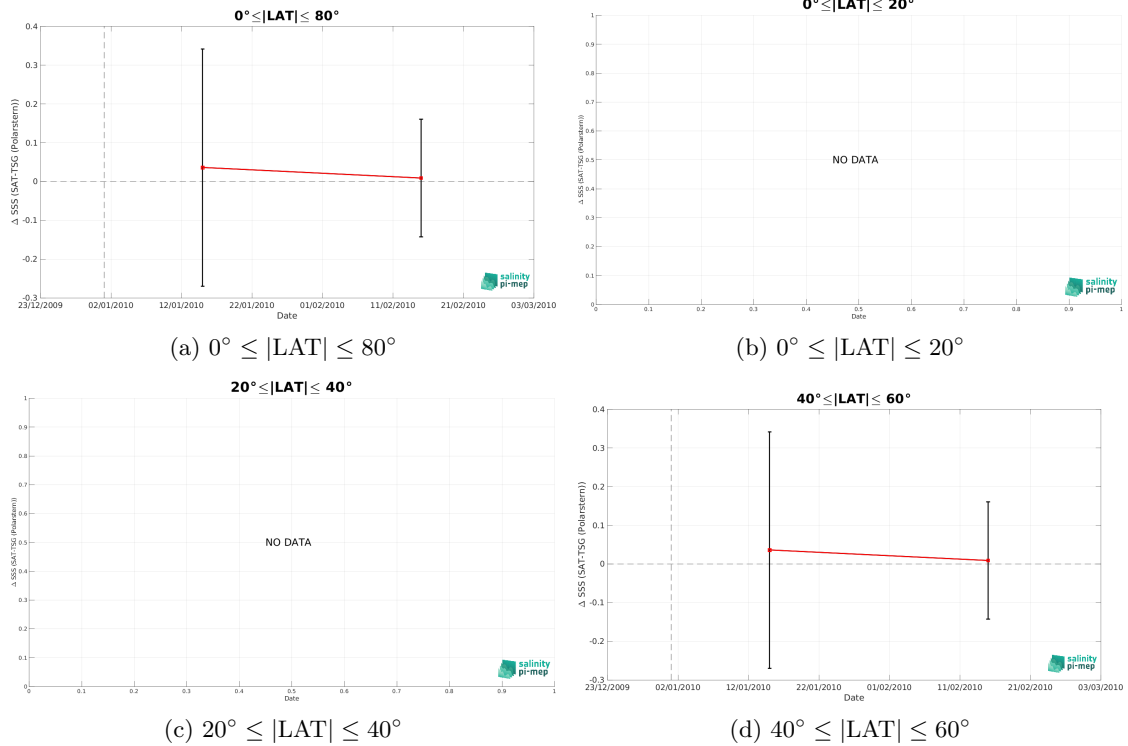 0°≤|LAT|≤ 80°
0.4
0.3
0.2
0.1
0
-0.1
-0.2
-0.3
Δ SSS (SAT-TSG (Polarstern))
23/12/2009 02/01/2010 12/01/2010 22/01/2010 01/02/2010 11/02/2010 21/02/2010 03/03/2010
Date
salinity
pi-mep
(a) 0° ≤ |LAT| ≤ 80°
0°≤|LAT|≤ 20°
1
0.9
0.8
0.7
0.6
0.5
0.4
0.3
0.2
0.1
0
Δ SSS (SAT-TSG (Polarstern))
NO DATA
0 0.1 0.2 0.3 0.4 0.5 0.6 0.7 0.8 0.9 1
Date
salinity
pi-mep
(b) 0° ≤ |LAT| ≤ 20°
20°≤|LAT|≤ 40°
1
0.9
0.8
0.7
0.6
0.5
0.4
0.3
0.2
0.1
0
Δ SSS (SAT-TSG (Polarstern))
NO DATA
0 0.1 0.2 0.3 0.4 0.5 0.6 0.7 0.8 0.9 1
Date
salinity
pi-mep
(c) 20° ≤ |LAT| ≤ 40°
40°≤|LAT|≤ 60°
0.4
0.3
0.2
0.1
0
-0.1
-0.2
-0.3
Δ SSS (SAT-TSG (Polarstern))
23/12/2009 02/01/2010 12/01/2010 22/01/2010 01/02/2010 11/02/2010 21/02/2010 03/03/2010
Date
salinity
pi-mep
(d) 40° ≤ |LAT| ≤ 60°